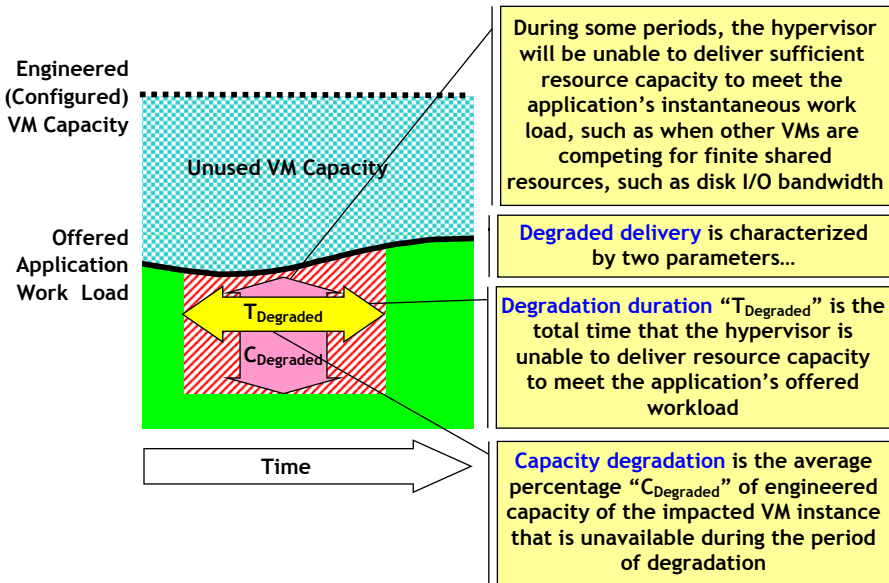 Engineered
(Configured)
VM Capacity
Unused VM Capacity
Offered
Application
Work Load
TDegraded
CDegraded
Time
During some periods, the hypervisor
will be unable to deliver sufficient
resource capacity to meet the
application’s instantaneous work
load, such as when other VMs are
competing for finite shared
resources, such as disk I/O bandwidth
Degraded delivery is characterized
by two parameters…
Degradation duration “TDegraded” is the
total time that the hypervisor is
unable to deliver resource capacity
to meet the application’s offered
workload
Capacity degradation is the average
percentage “CDegraded” of engineered
capacity of the impacted VM instance
that is unavailable during the period
of degradation